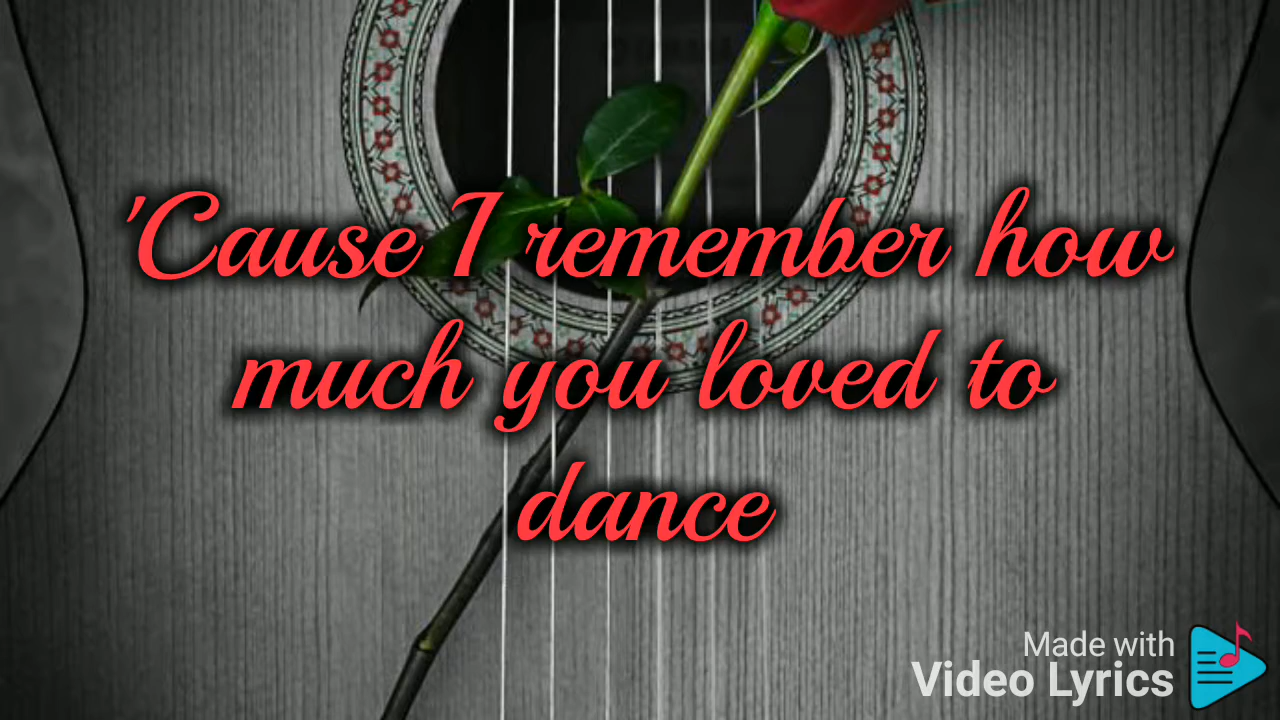 'Cause I remember how
much you loved to
dance
Made with
Video Lyrics